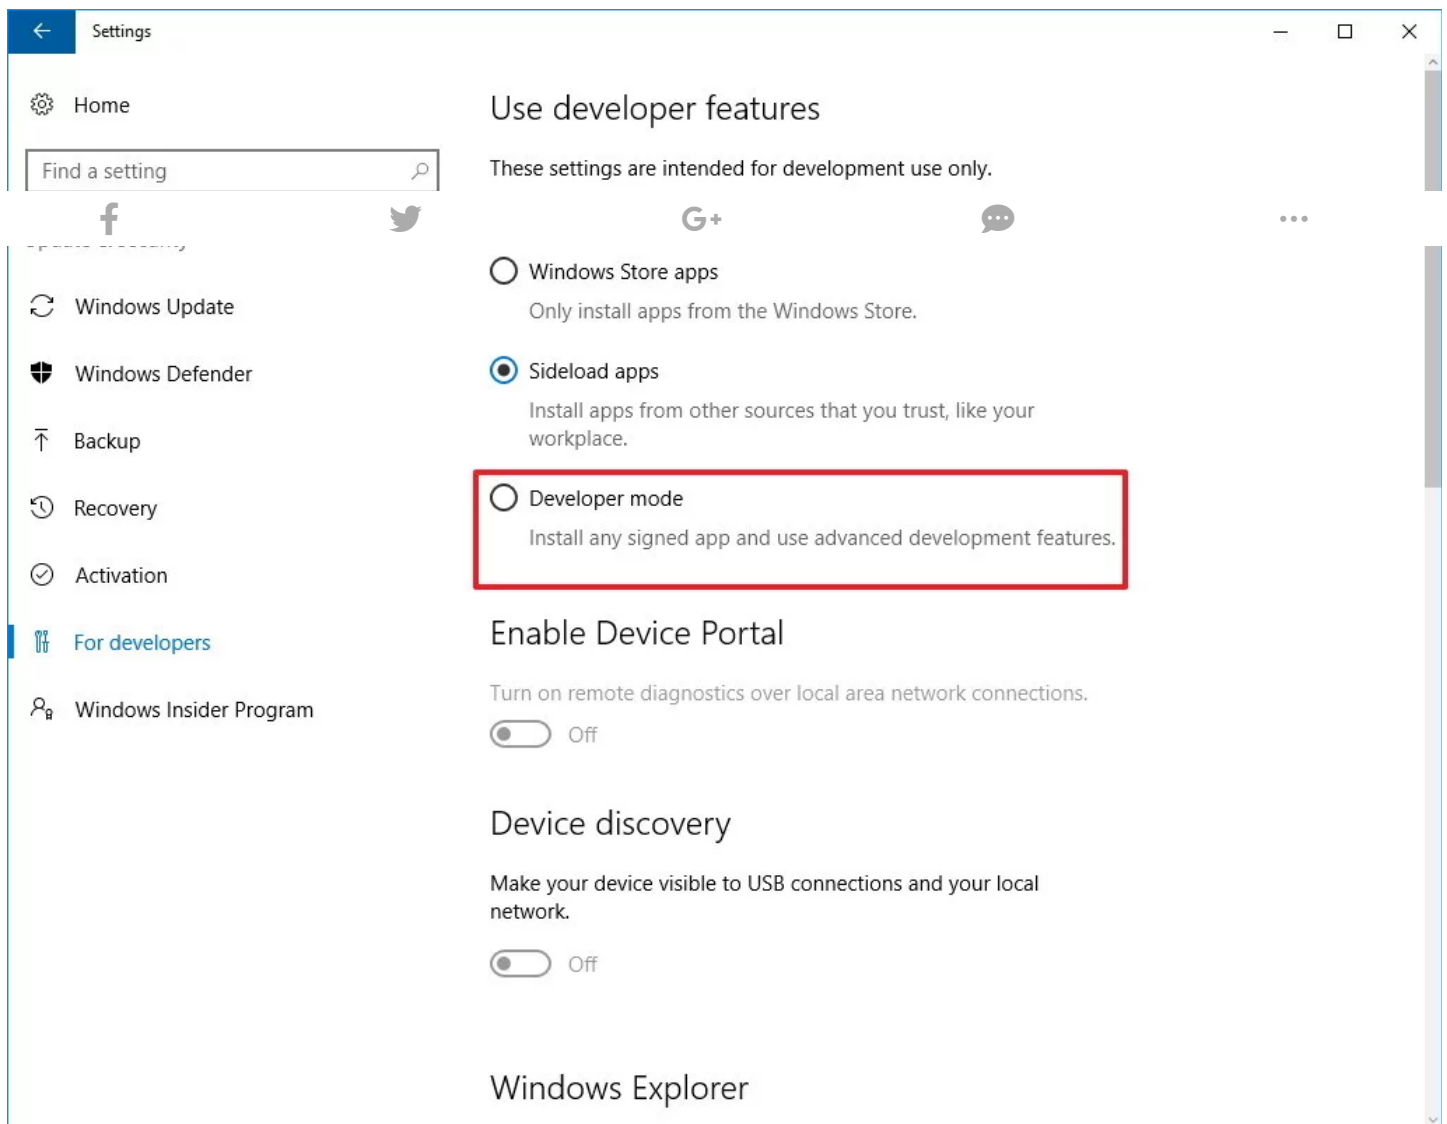 Settings
Home
Use developer features
Find a setting
These settings are intended for development use only.
G+
Windows Store apps
Only install apps from the Windows Store.
Windows Update
Sideload apps
Windows Defender
Install apps from other sources that you trust, like your
workplace.
Backup
Developer mode
Recovery
Install any signed app and use advanced development features.
Activation
Enable Device Portal
For developers
Turn on remote diagnostics over local area network connections.
Windows Insider Program
Off
Device discovery
Make your device visible to USB connections and your local
network.
Off
Windows Explorer